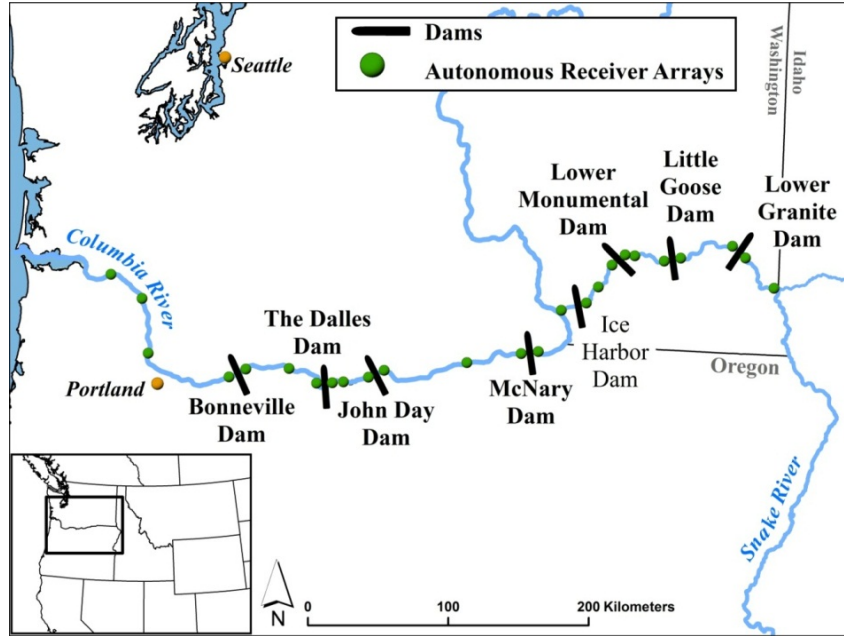 Dams
Autonomous Receiver Arrays
Seattle
Idaho
Washington
Little
Goose
Dam
Lower
Monumental
Dam
Lower
Granite
Dam
Columbia River
The Dalles
Dam
Ice
Harbor
Dam
Oregon
Portland
Bonneville
Dam
John Day
Dam
McNary
Dam
Snake River
N
0
100
200 Kilometers